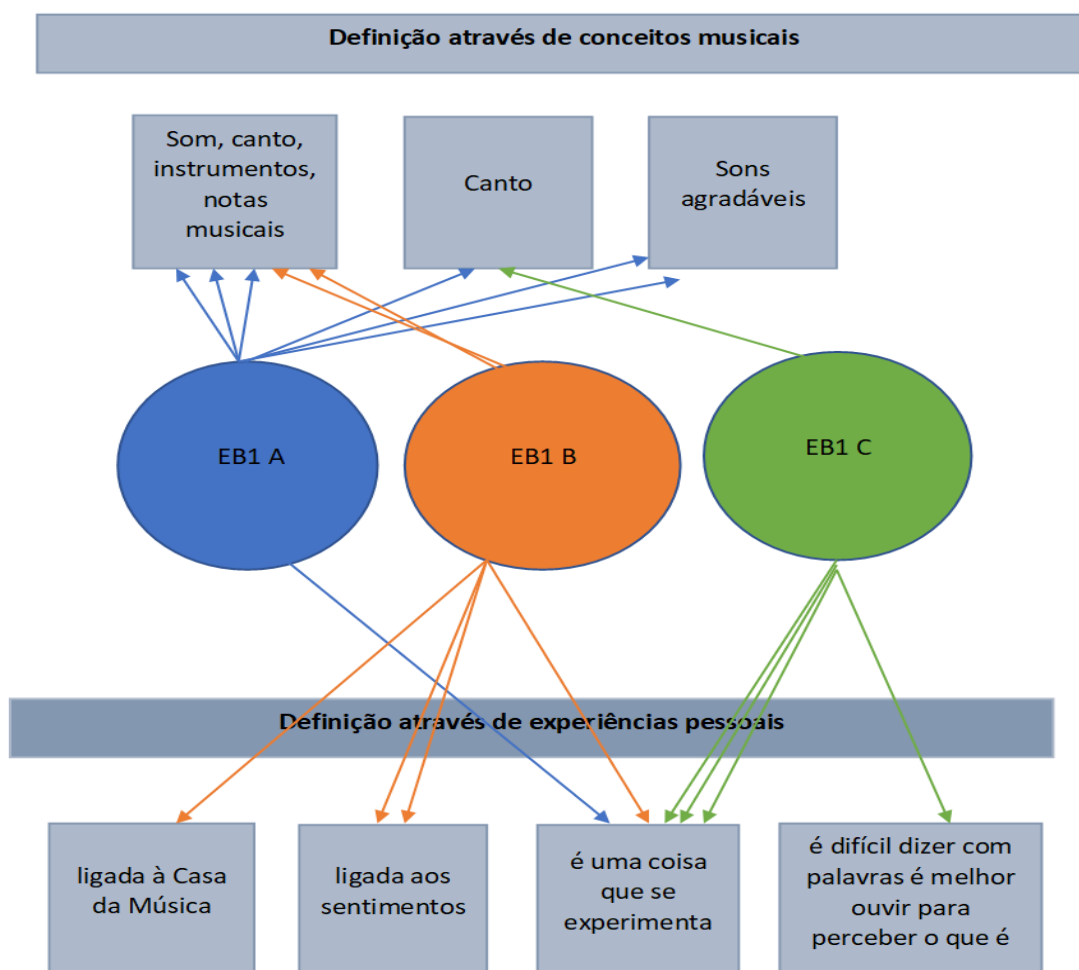 Definição através de conceitos musicais
Som, canto,
instrumentos,
notas
musicais
Canto
Sons
agradáveis
EB1 A
EB1 B
EB1 C
Definição através de experiências pessoais
ligada à Casa
da Música
ligada aos
sentimentos
é uma coisa
que se
experimenta
é difícil dizer com
palavras é melhor
ouvir para
perceber o que é